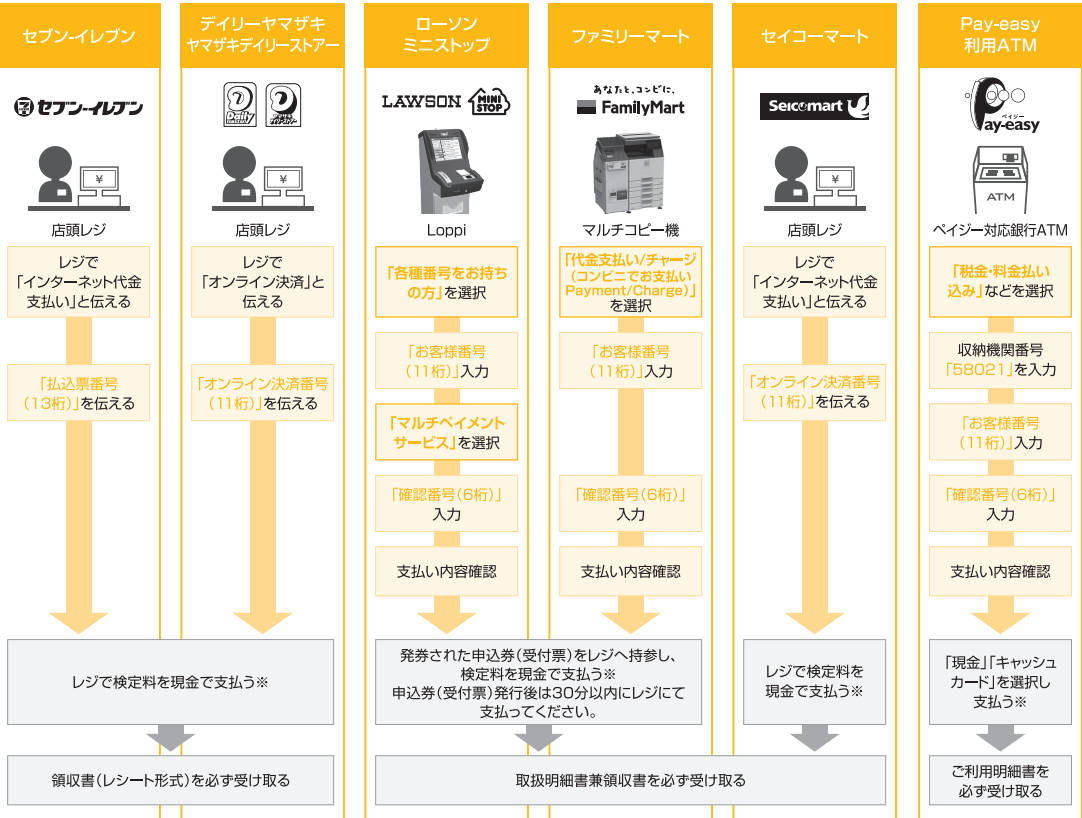 セブン-イレブン
デイリーヤマザキ
ヤマザキデイリーストアー
ローソン
ミニストップ
ファミリーマート
セイコーマート
Pay-easy
利用ATM
セブン-イレブン
Daily
LAWSON
MINI
STOP
あなたと、コンビに、
FamilyMart
Seicomart
ペイジー
Pay-easy
¥
¥
¥
ATM
店頭レジ
店頭レジ
Loppi
マルチコピー機
店頭レジ
ペイジー対応銀行ATM
レジで
「インターネット代金
支払い」と伝える
「払込票番号
(13桁)」を伝える
レジで
「オンライン決済」と
伝える
「オンライン決済番号
(11桁)」を伝える
「各種番号をお持ち
の方」を選択
「お客様番号
(11桁)」入力
「マルチペイメント
サービス」を選択
「確認番号(6桁)」
入力
支払い内容確認
「代金支払い/チャージ
(コンビニでお支払い
Payment/Charge)」
を選択
「お客様番号
(11桁)」入力
「確認番号(6桁)」
入力
支払い内容確認
レジで
「インターネット代金
支払い」と伝える
「オンライン決済番号
(11桁)」を伝える
「税金・料金払い
込み」などを選択
収納機関番号
「58021」を入力
「お客様番号
(11桁)」入力
「確認番号(6桁)」
入力
支払い内容確認
レジで検定料を現金で支払う※
発券された申込券(受付票)をレジへ持参し、
検定料を現金で支払う※
申込券(受付票)発行後は30分以内にレジにて
支払ってください。
レジで検定料を
現金で支払う※
「現金」「キャッシュ
カード」を選択し
支払う※
領収書(レシート形式)を必ず受け取る
取扱明細書兼領収書を必ず受け取る
ご利用明細書を
必ず受け取る